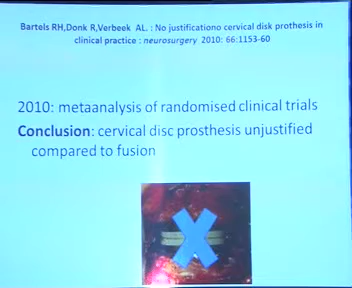 Bartels RH,Donk R,Verbeek AL. : No justificationo cervical disk prothesis in
clinical practice : neurosurgery 2010: 66:1153-60
2010: metaanalysis of randomised clinical trials
Conclusion: cervical disc prosthesis unjustified
compared to fusion